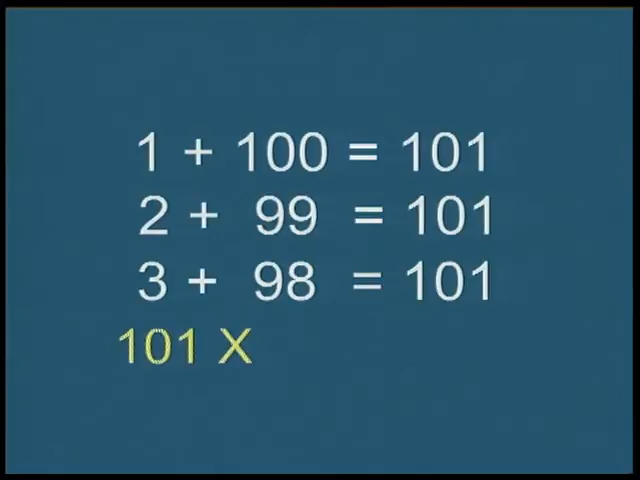 1 + 100 = 101
2 + 99 = 101
3 + 98 = 101
101 X